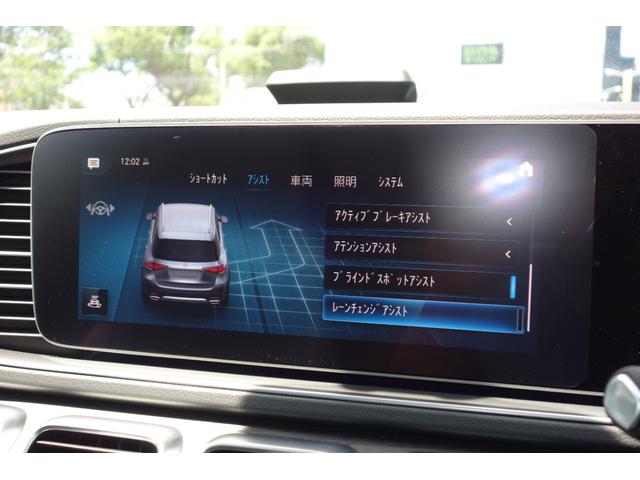 12:02
ショートカット アシスト 車両 照明 システム
アクティブブレーキアシスト
アテンションアシスト
ブラインドスポットアシスト
レーンチェンジアシスト